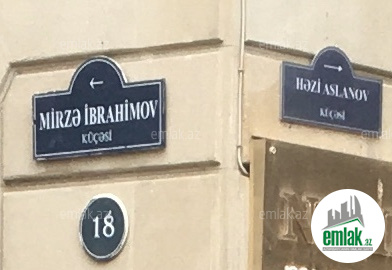 ←
MİRZƏ İBRAHİMOV
KÜÇƏSİ
18
→
HƏZİ ASLANOV
KÜÇƏSİ
emlak.az